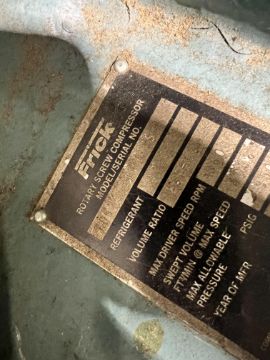 Frick
ROTARY SCREW COMPRESSOR
MODEL/SERIAL NO.
REFRIGERANT
VOLUME RATIO
MAX DRIVER SPEED RPM
SWEPT VOLUME
FT³/MIN @ MAX SPEED
MAX ALLOWABLE
PRESSURE
PSIG
YEAR OF MFR